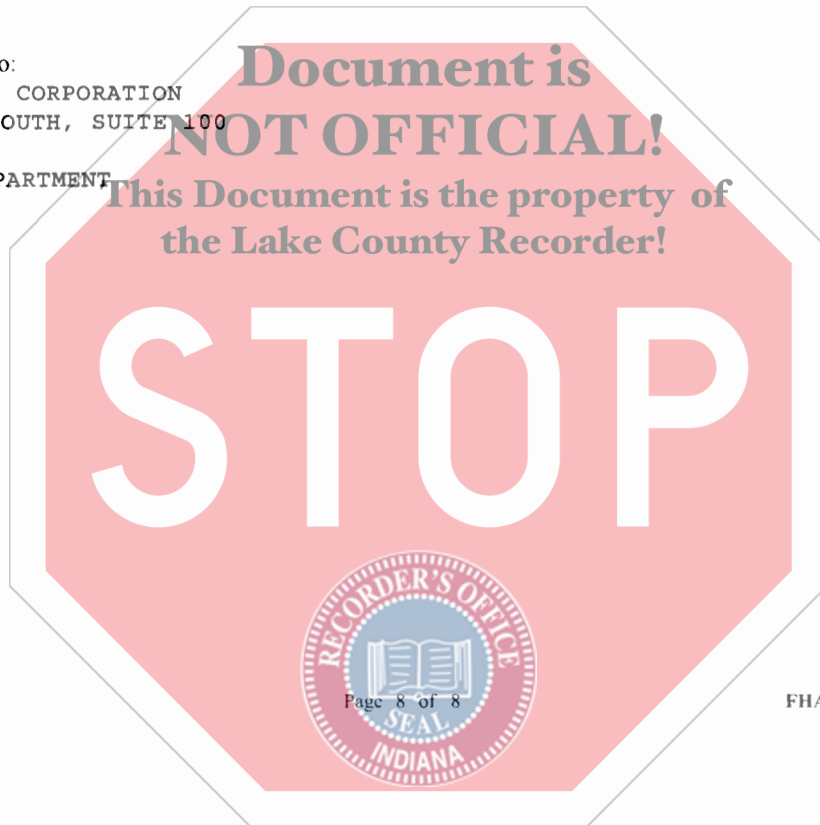 o:
Document is
CORPORATION
OUTH, SUITE 100
NOT OFFICIAL!
PARTMENT
This Document is the property of
the Lake County Recorder!
STOP
RECORDER'S OFFICE
Page 8 of 8
SEAL
INDIANA
FHA